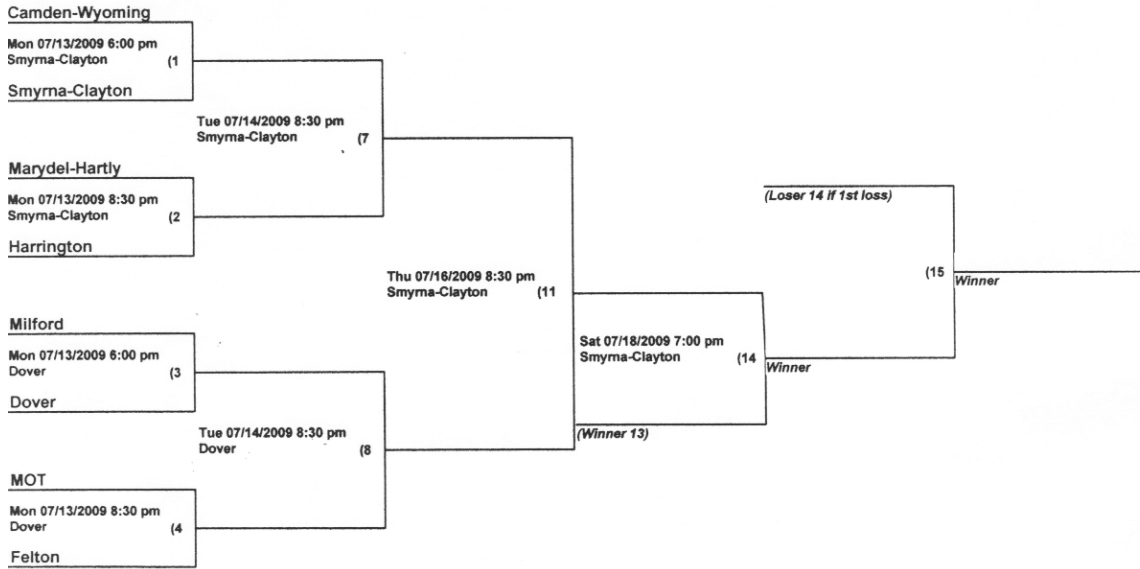 Camden-Wyoming
Mon 07/13/2009 6:00 pm
Smyrna-Clayton (1
Smyrna-Clayton
Tue 07/14/2009 8:30 pm
Smyrna-Clayton (7
Marydel-Hartly
Mon 07/13/2009 8:30 pm
Smyrna-Clayton (2
Harrington
(Loser 14 if 1st loss)
Thu 07/16/2009 8:30 pm
Smyrna-Clayton (11
(15
Winner
Milford
Mon 07/13/2009 6:00 pm
Dover (3
Dover
Sat 07/18/2009 7:00 pm
Smyrna-Clayton (14
Winner
Tue 07/14/2009 8:30 pm
Dover (8
(Winner 13)
MOT
Mon 07/13/2009 8:30 pm
Dover (4
Felton